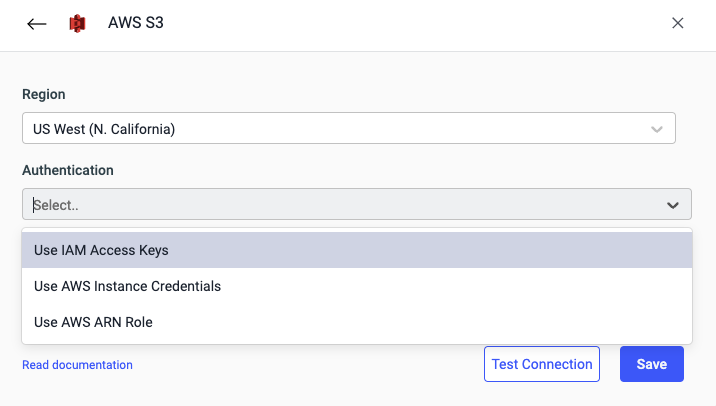 AWS S3
Region
US West (N. California)
Authentication
Select..
Use IAM Access Keys
Use AWS Instance Credentials
Use AWS ARN Role
Read documentation
Test Connection
Save